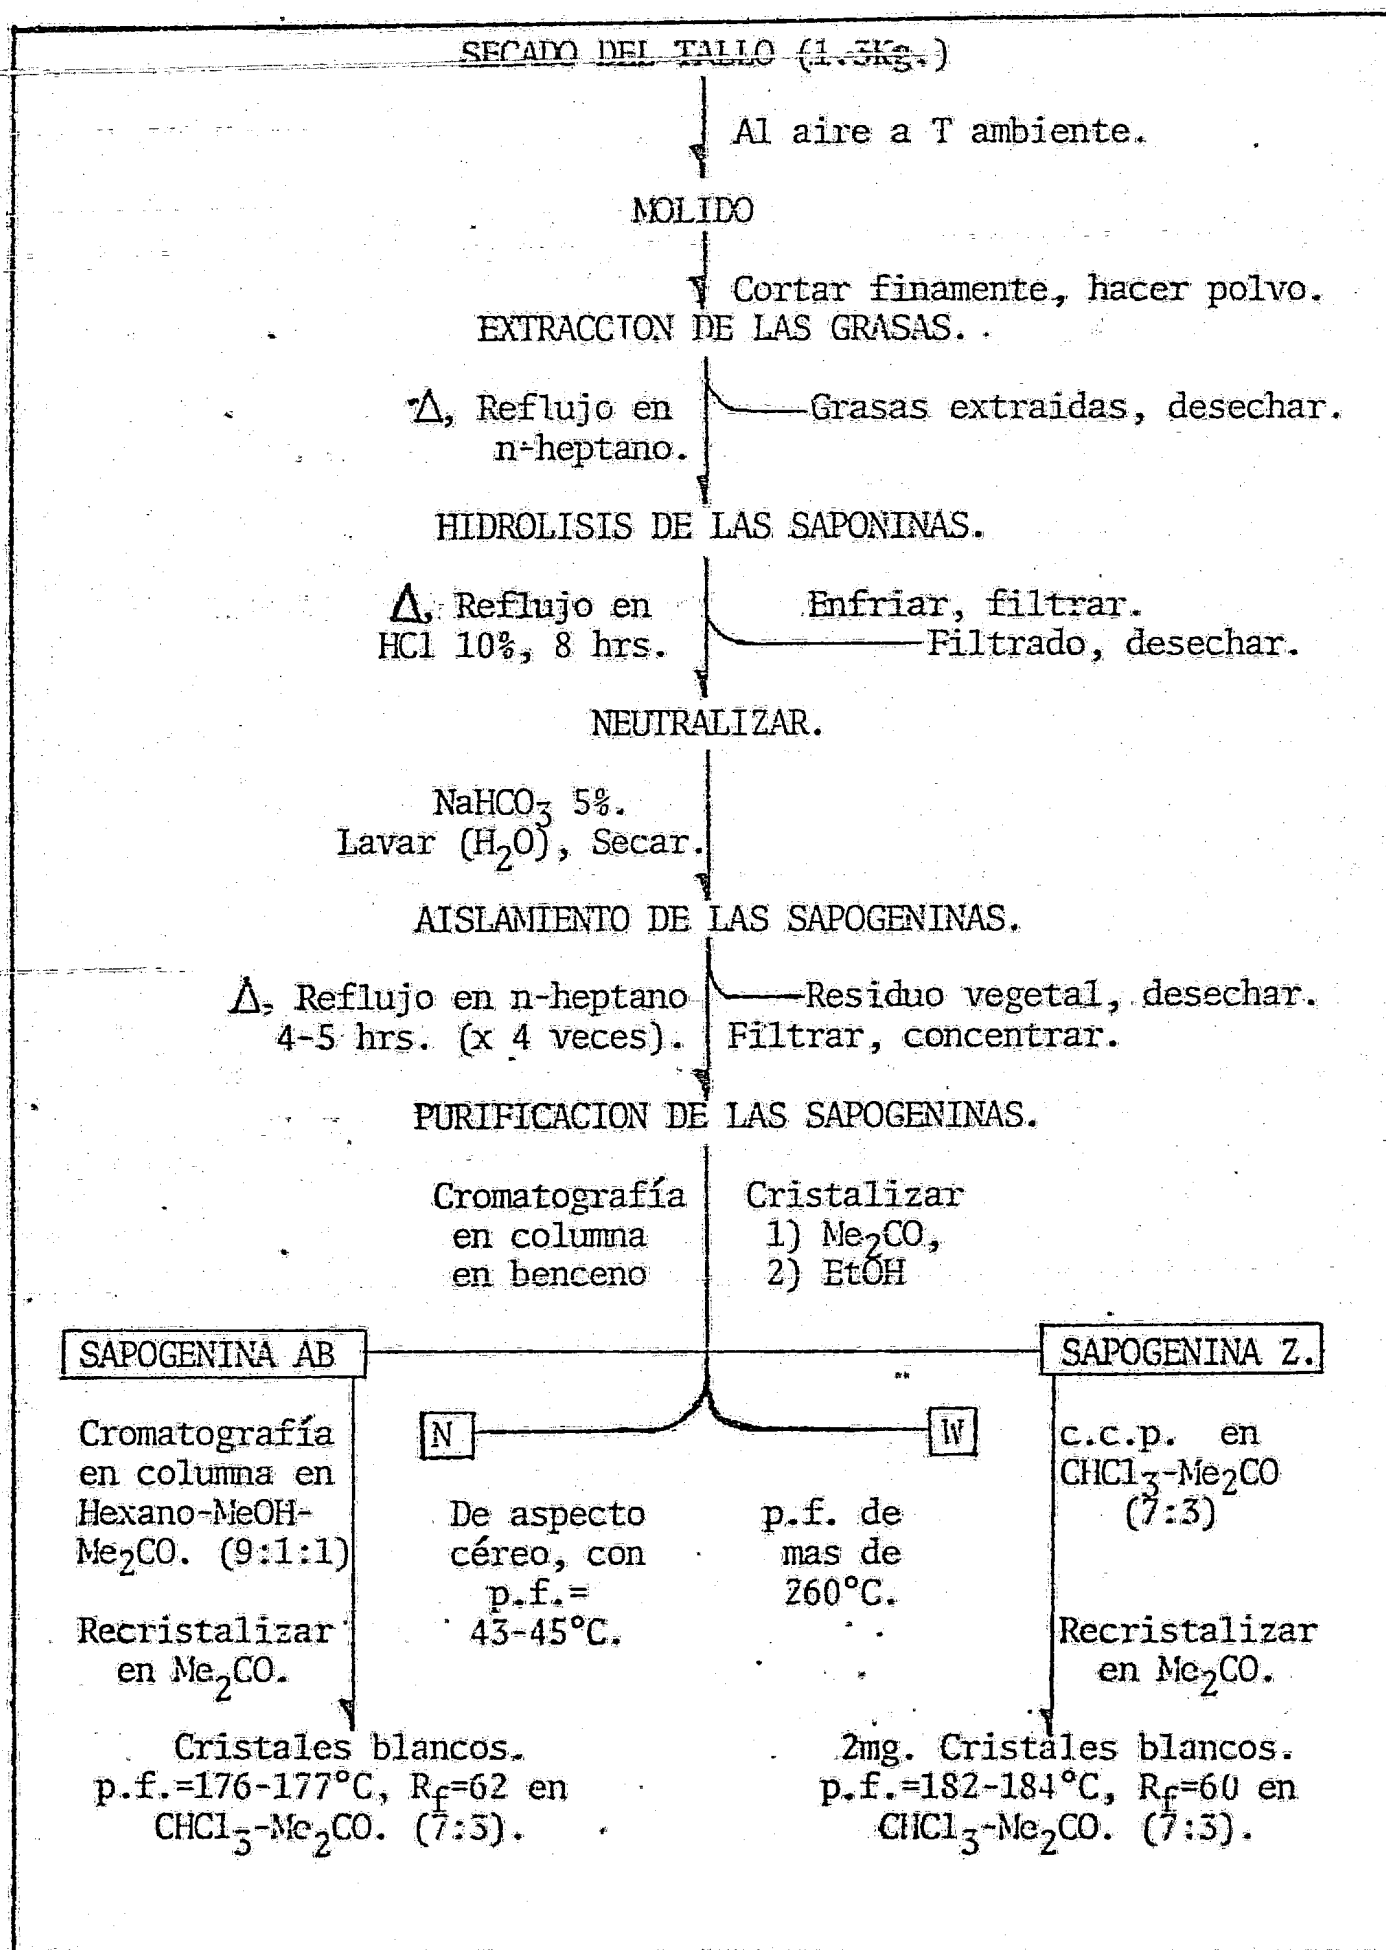 SECADO DEL TALLO (1.3Kg.)
Al aire a T ambiente.
MOLIDO
Cortar finamente, hacer polvo.
EXTRACCION DE LAS GRASAS.
Δ, Reflujo en
n-heptano.
Grasas extraidas, desechar.
HIDROLISIS DE LAS SAPONINAS.
Δ, Reflujo en
HCl 10%, 8 hrs.
Enfriar, filtrar.
Filtrado, desechar.
NEUTRALIZAR.
NaHCO₃ 5%.
Lavar (H₂O), Secar.
AISLAMIENTO DE LAS SAPOGENINAS.
Δ, Reflujo en n-heptano
4-5 hrs. (x 4 veces).
Residuo vegetal, desechar.
Filtrar, concentrar.
PURIFICACION DE LAS SAPOGENINAS.
Cromatografía
en columna
en benceno
Cristalizar
1) Me₂CO,
2) EtOH
SAPOGENINA AB
SAPOGENINA Z.
N
W
Cromatografía
en columna en
Hexano-MeOH-
Me₂CO. (9:1:1)
Recristalizar
en Me₂CO.
De aspecto
céreo, con
p.f.=
43-45°C.
p.f. de
mas de
260°C.
c.c.p. en
CHCl₃-Me₂CO
(7:3)
Recristalizar
en Me₂CO.
Cristales blancos.
p.f.=176-177°C, Rf=62 en
CHCl₃-Me₂CO. (7:3).
2mg. Cristales blancos.
p.f.=182-184°C, Rf=60 en
CHCl₃-Me₂CO. (7:3).